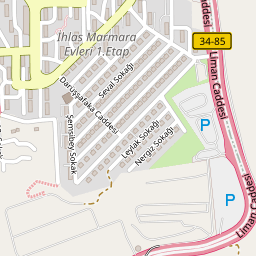 İhlas Marmara
Evleri 1.Etap
34-85
Liman Caddesi
Seval Sokağı
Darüşşafaka Caddesi
Şemsibey Sokak
Leylak Sokağı
Nergiz Sokağı
P
P
Liman Caddesi